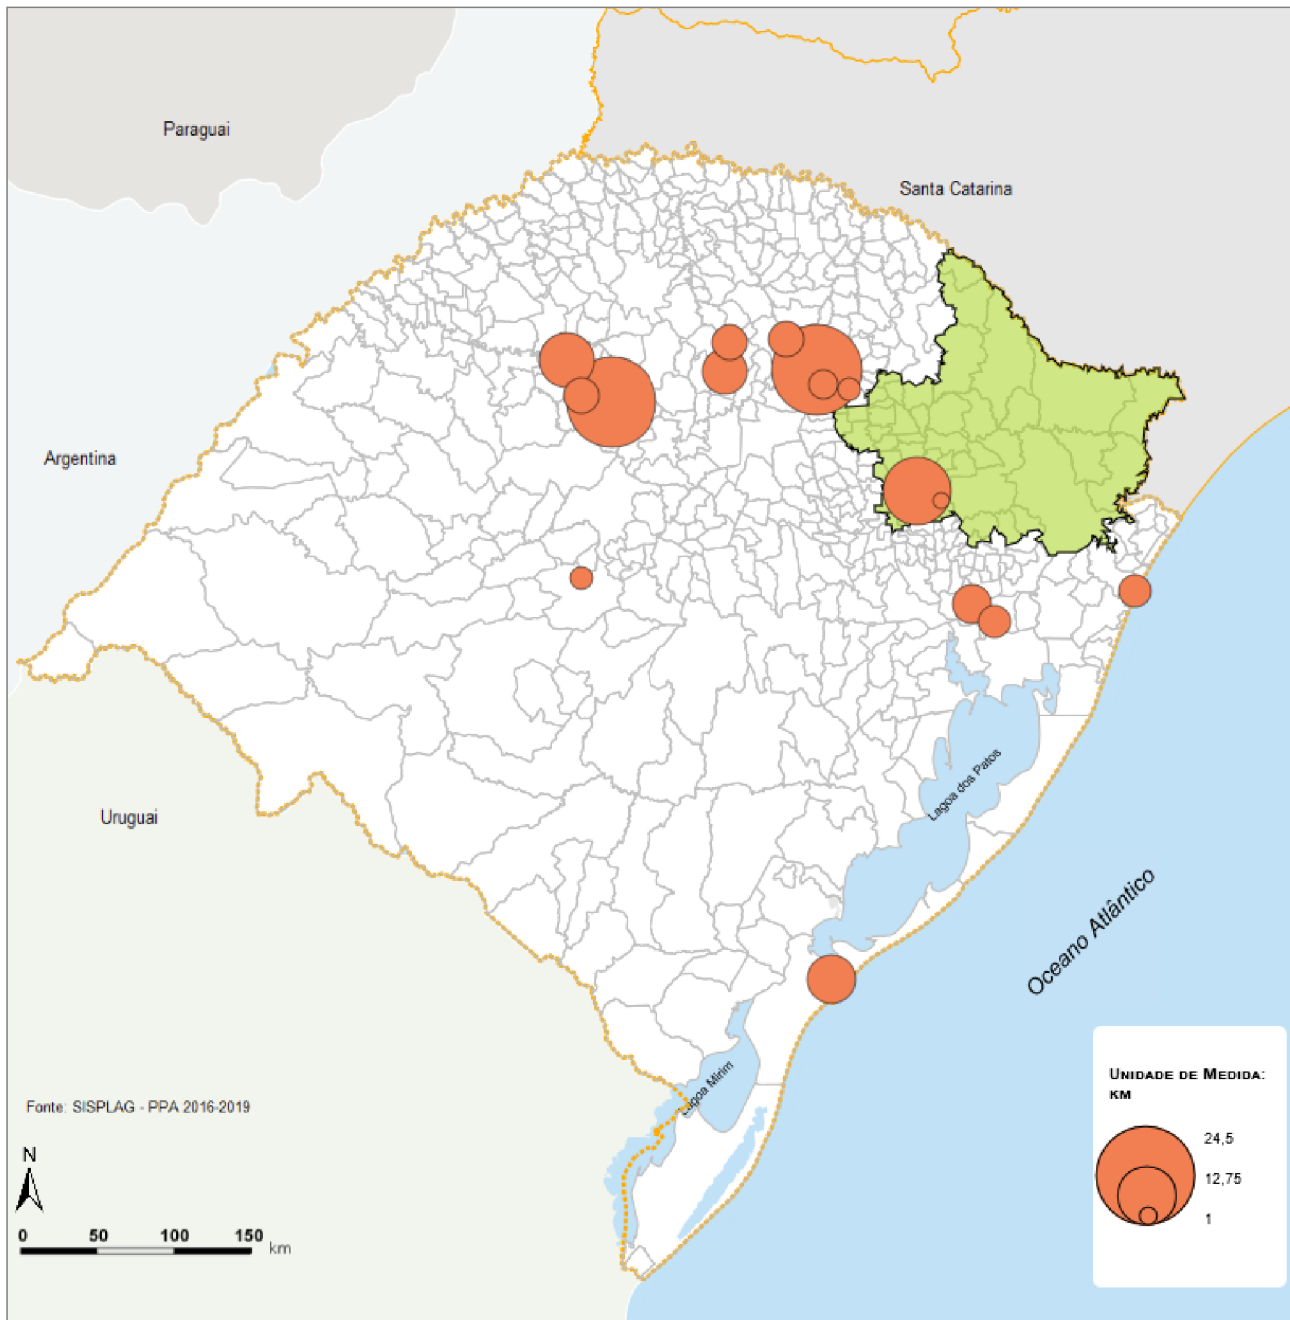 Paraguai
Santa Catarina
Argentina
Lagoa dos Patos
Uruguai
Oceano Atlântico
Lagoa Mirim
Fonte: SISPLAG - PPA 2016-2019
N
0 50 100 150 km
UNIDADE DE MEDIDA:
KM
24,5
12,75
1